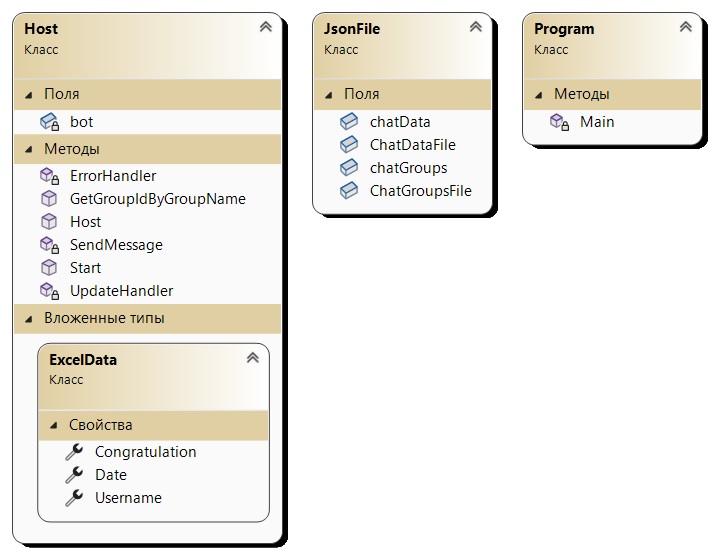 Host
Класс
Поля
bot
Методы
ErrorHandler
GetGroupIdByGroupName
Host
SendMessage
Start
UpdateHandler
Вложенные типы
ExcelData
Класс
Свойства
Congratulation
Date
Username
JsonFile
Класс
Поля
chatData
ChatDataFile
chatGroups
ChatGroupsFile
Program
Класс
Методы
Main